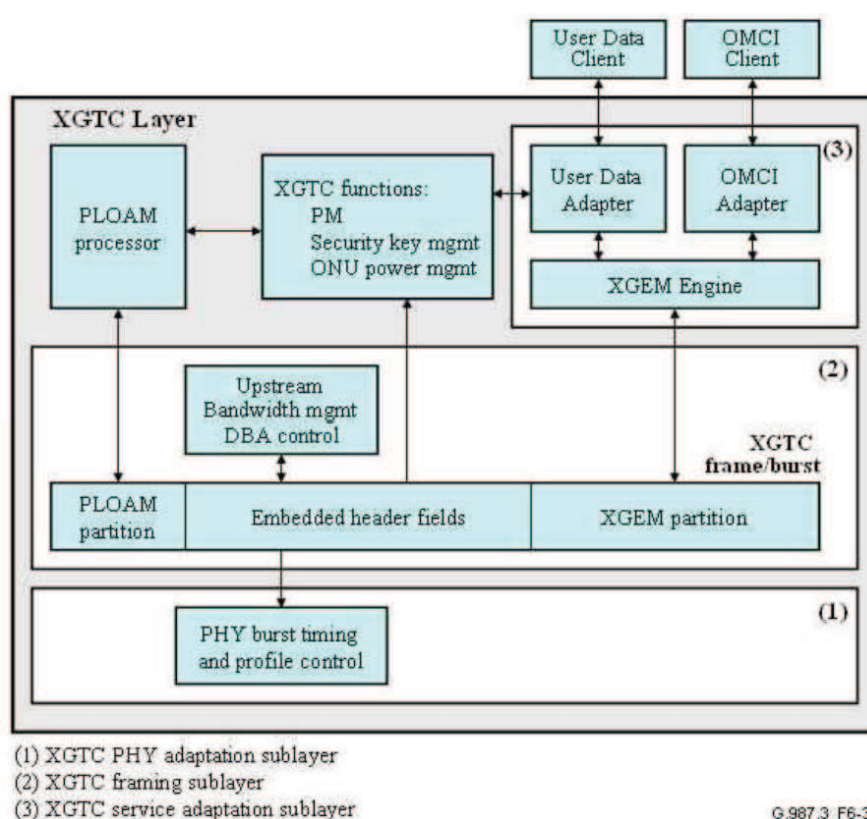 User Data
Client
OMCI
Client
XGTC Layer
(3)
PLOAM
processor
XGTC functions:
PM
Security key mgmt
ONU power mgmt
User Data
Adapter
OMCI
Adapter
XGEM Engine
(2)
Upstream
Bandwidth mgmt
DBA control
XGTC
frame/burst
PLOAM
partition
Embedded header fields
XGEM partition
(1)
PHY burst timing
and profile control
(1) XGTC PHY adaptation sublayer
(2) XGTC framing sublayer
(3) XGTC service adaptation sublayer
G.987.3_F6-3